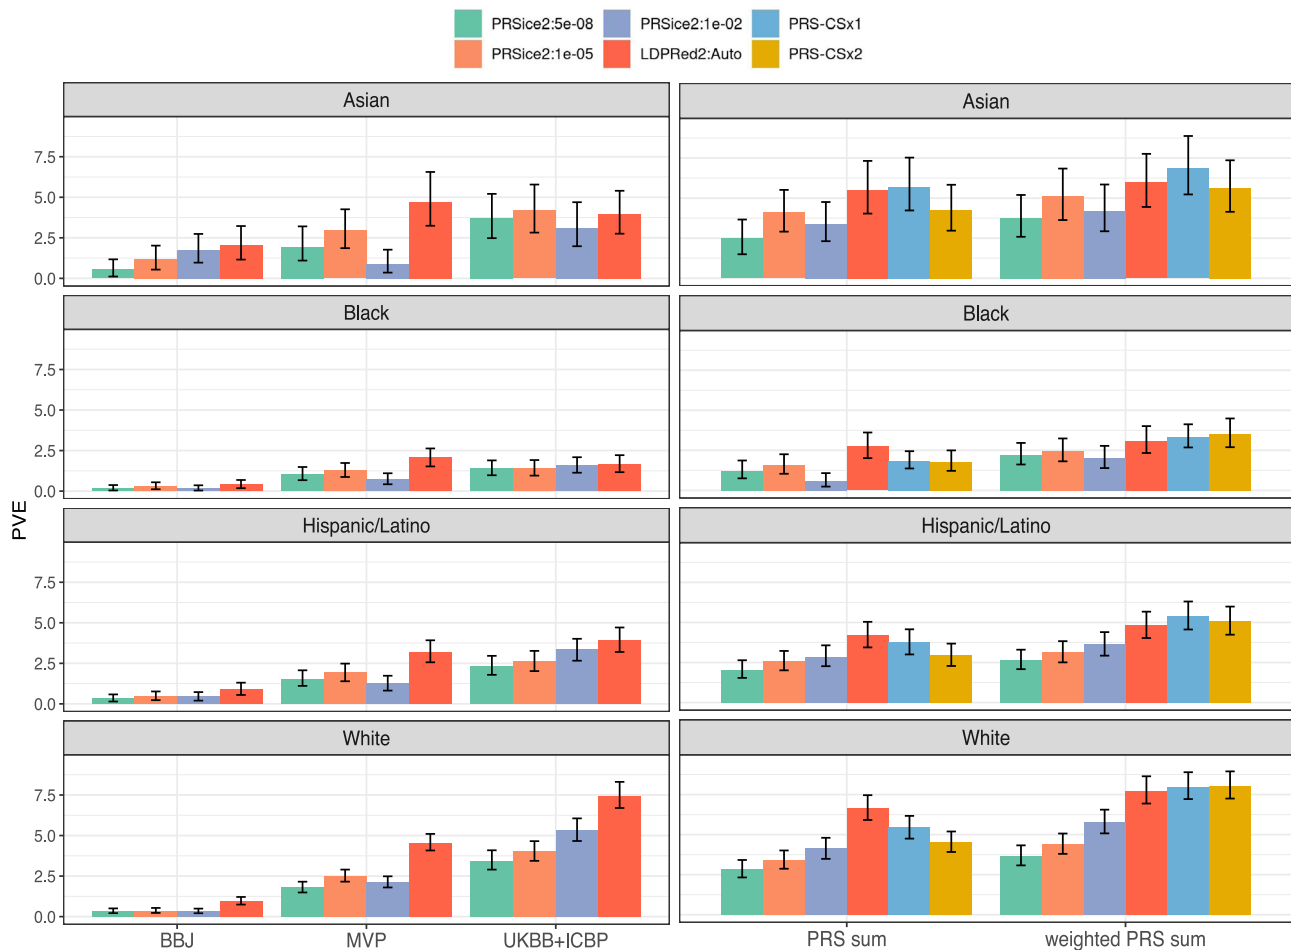 PRSice2:5e-08 PRSice2:1e-02 PRS-CSx1
PRSice2:1e-05 LDPRed2:Auto PRS-CSx2
Asian Asian
7.5
5.0
2.5
0.0
Black Black
7.5
5.0
2.5
0.0
PVE
Hispanic/Latino Hispanic/Latino
7.5
5.0
2.5
0.0
White White
7.5
5.0
2.5
0.0
BBJ MVP UKBB+ICBP PRS sum weighted PRS sum